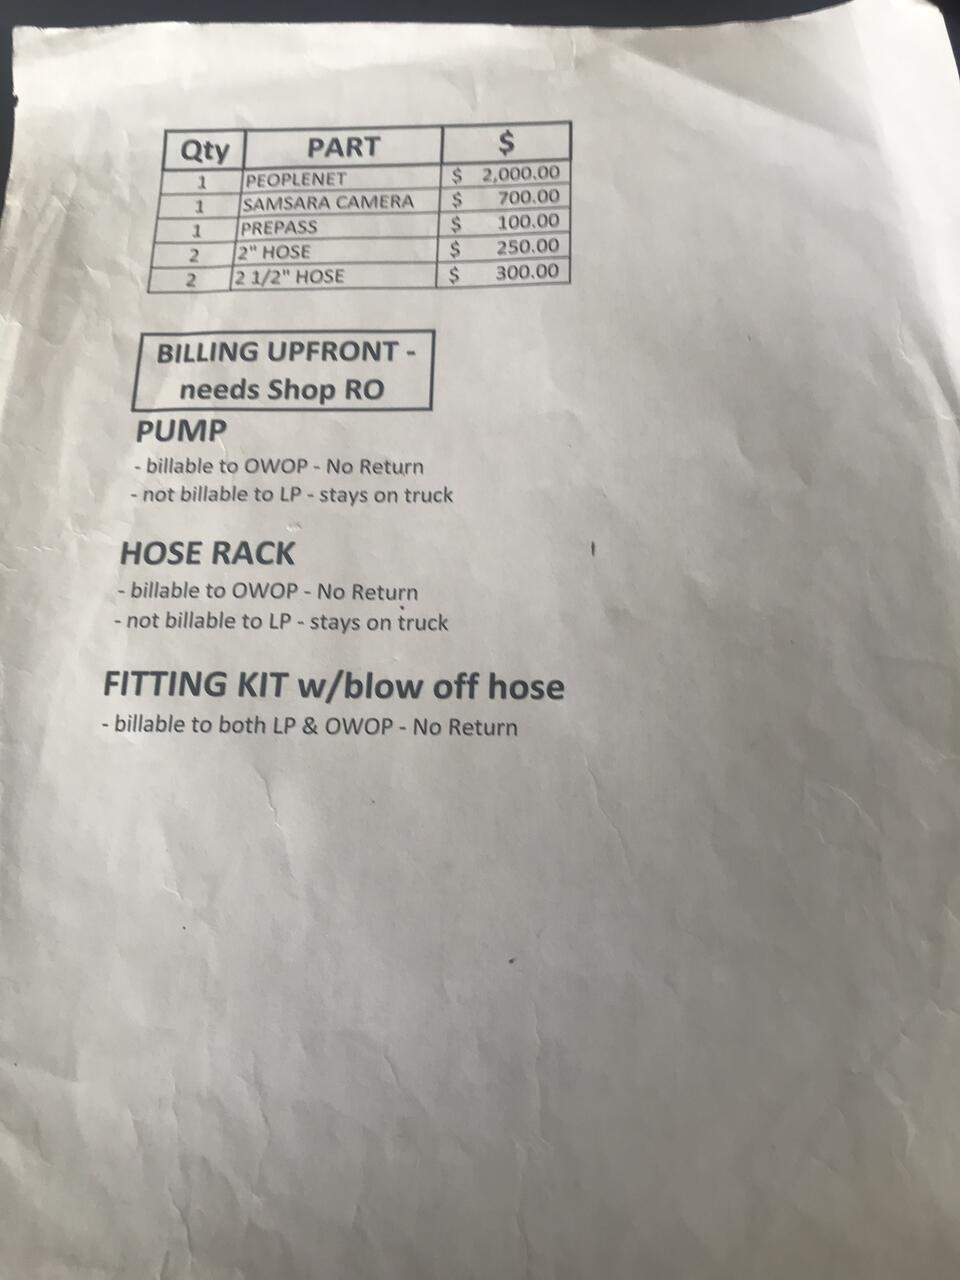 Qty PART $
1 PEOPLENET $ 2,000.00
1 SAMSARA CAMERA $ 700.00
1 PREPASS $ 100.00
2 2" HOSE $ 250.00
2 2 1/2" HOSE $ 300.00
BILLING UPFRONT -
needs Shop RO
PUMP
- billable to OWOP - No Return
- not billable to LP - stays on truck
HOSE RACK
- billable to OWOP - No Return
- not billable to LP - stays on truck
FITTING KIT w/blow off hose
- billable to both LP & OWOP - No Return